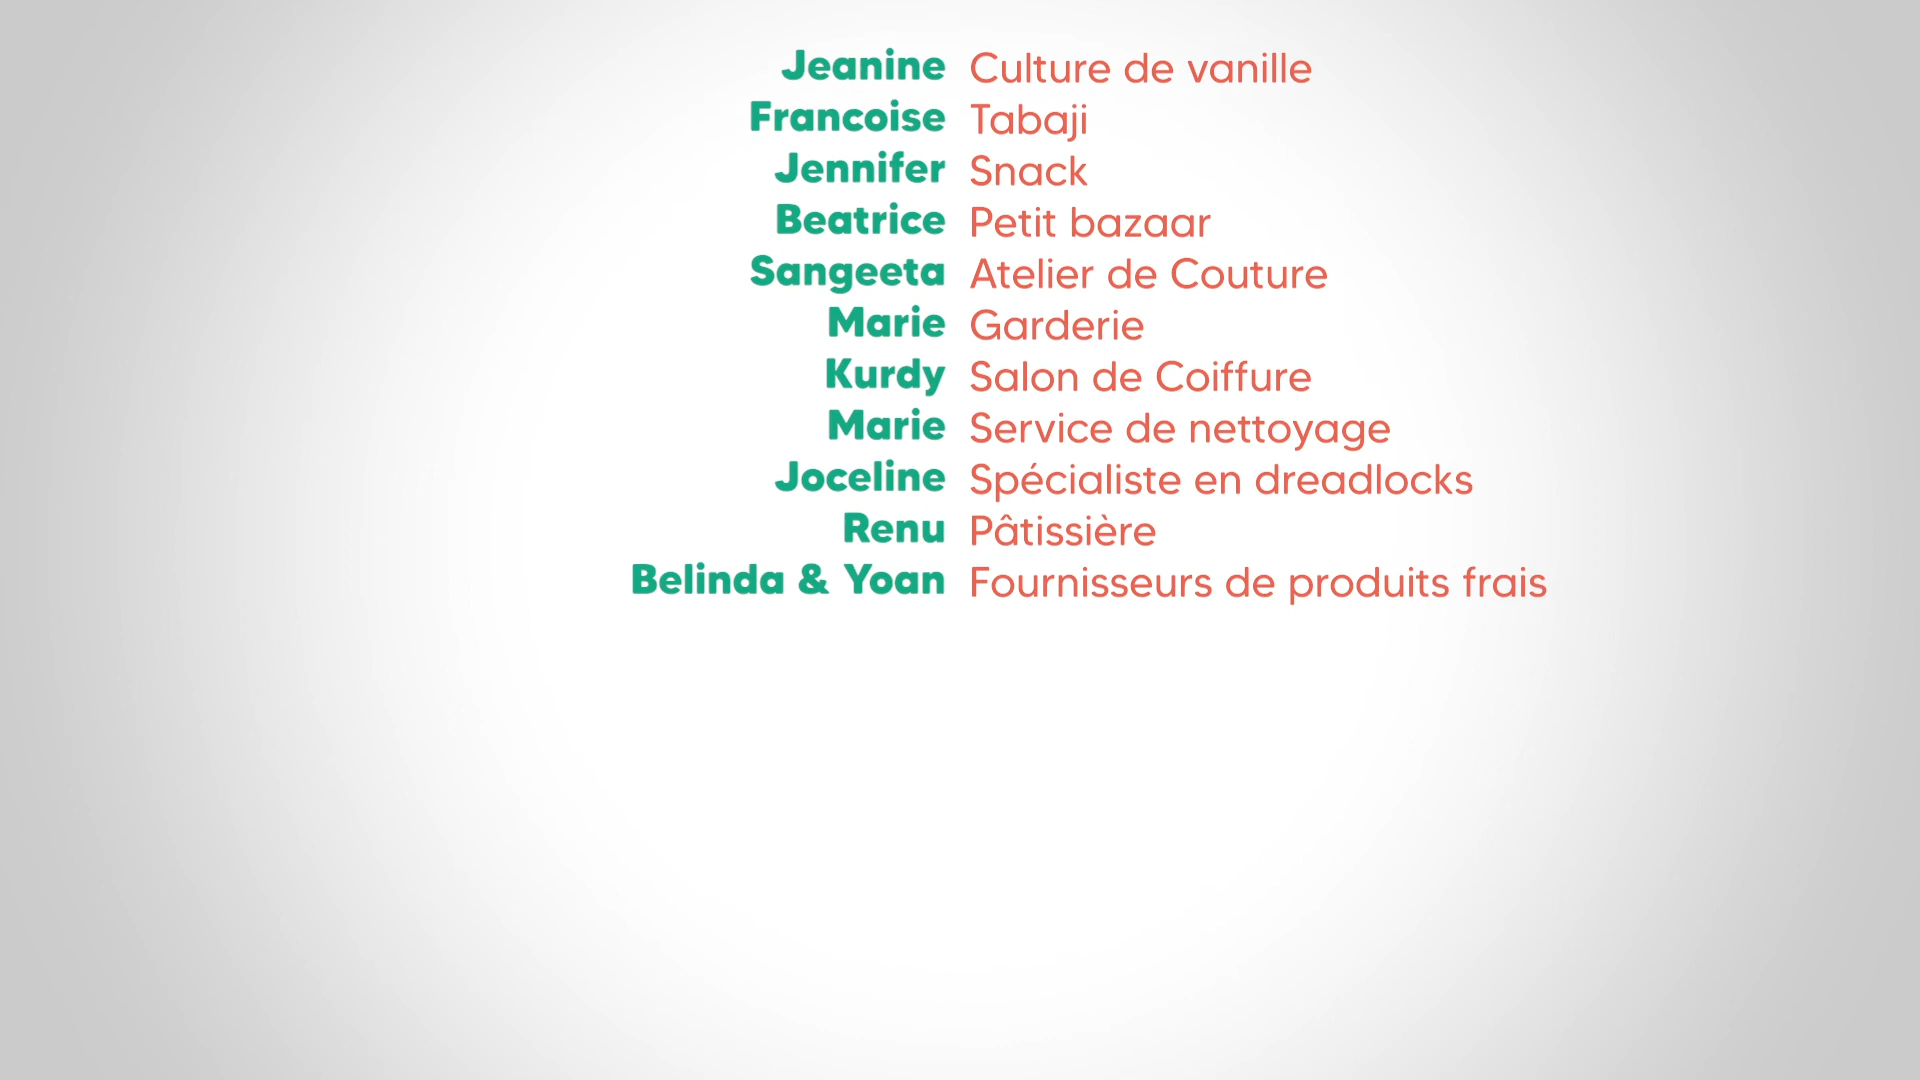 Jeanine Culture de vanille
Francoise Tabaji
Jennifer Snack
Beatrice Petit bazaar
Sangeeta Atelier de Couture
Marie Garderie
Kurdy Salon de Coiffure
Marie Service de nettoyage
Joceline Spécialiste en dreadlocks
Renu Pâtissière
Belinda & Yoan Fournisseurs de produits frais